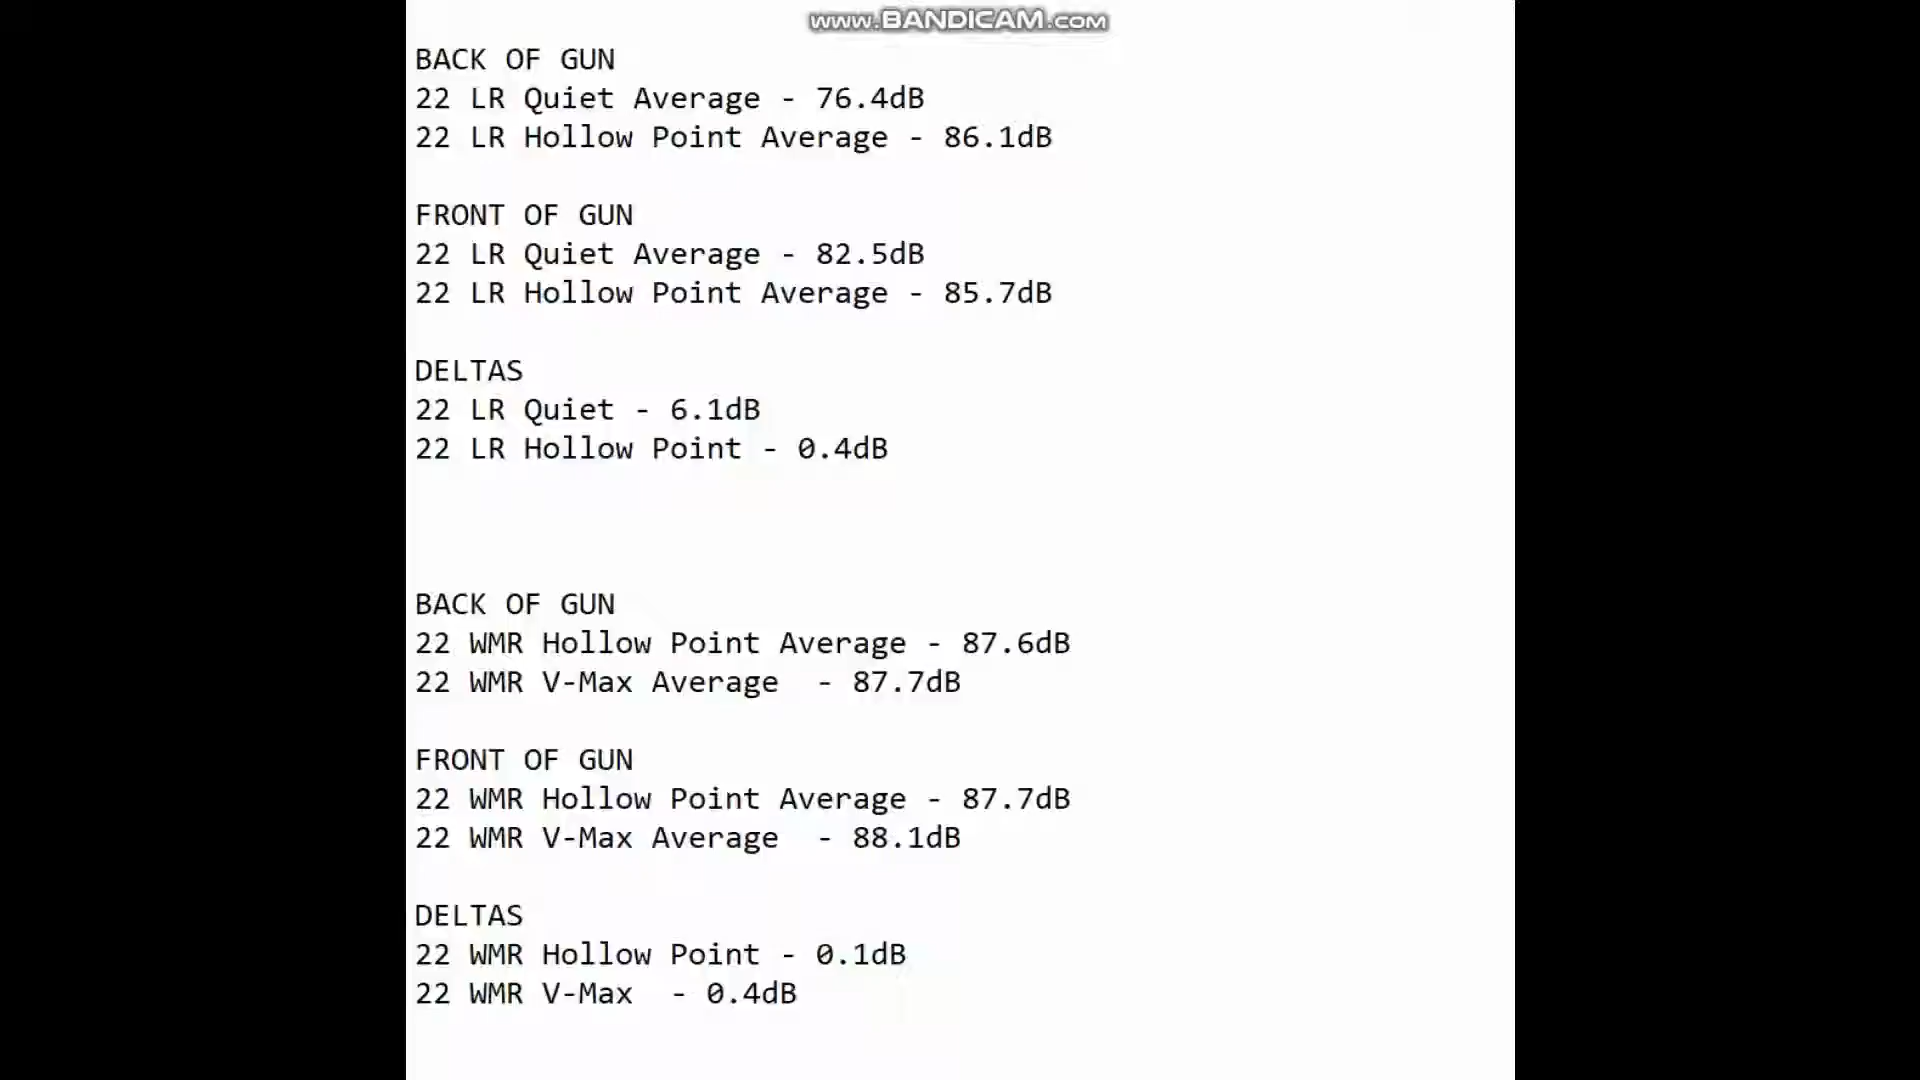 www.BANDICAM.com
BACK OF GUN
22 LR Quiet Average - 76.4dB
22 LR Hollow Point Average - 86.1dB
FRONT OF GUN
22 LR Quiet Average - 82.5dB
22 LR Hollow Point Average - 85.7dB
DELTAS
22 LR Quiet - 6.1dB
22 LR Hollow Point - 0.4dB
BACK OF GUN
22 WMR Hollow Point Average - 87.6dB
22 WMR V-Max Average  - 87.7dB
FRONT OF GUN
22 WMR Hollow Point Average - 87.7dB
22 WMR V-Max Average  - 88.1dB
DELTAS
22 WMR Hollow Point - 0.1dB
22 WMR V-Max  - 0.4dB